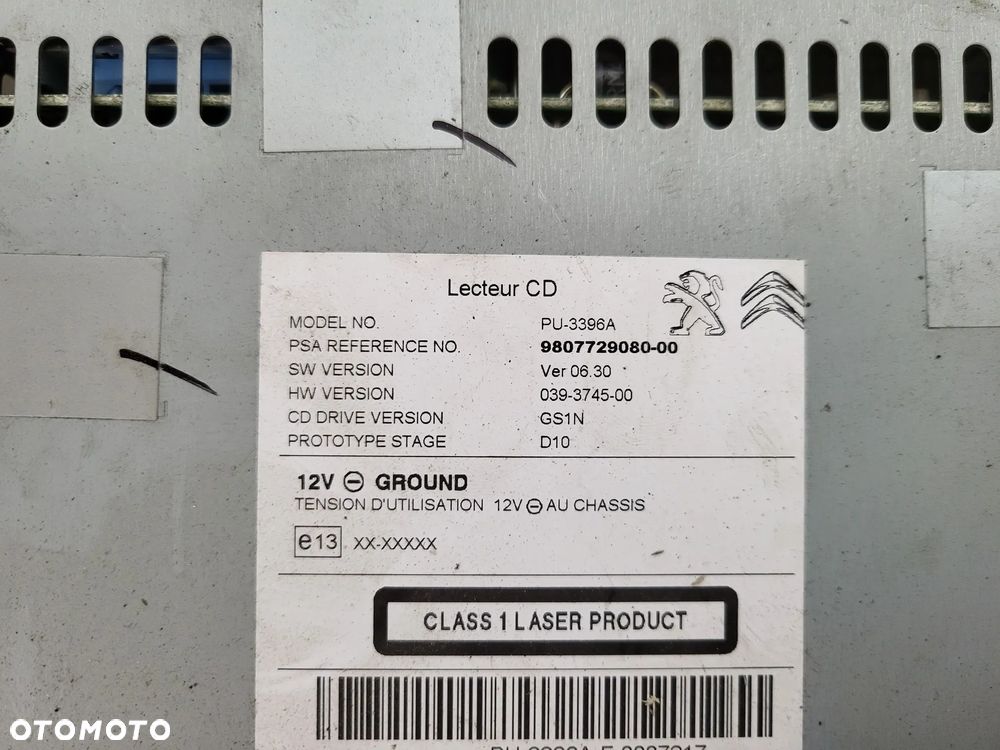 Lecteur CD
MODEL NO. PU-3396A
PSA REFERENCE NO. 9807729080-00
SW VERSION Ver 06.30
HW VERSION 039-3745-00
CD DRIVE VERSION GS1N
PROTOTYPE STAGE D10
12V ⊖ GROUND
TENSION D'UTILISATION 12V ⊖ AU CHASSIS
e13 XX-XXXXX
CLASS 1 LASER PRODUCT
OTOMOTO